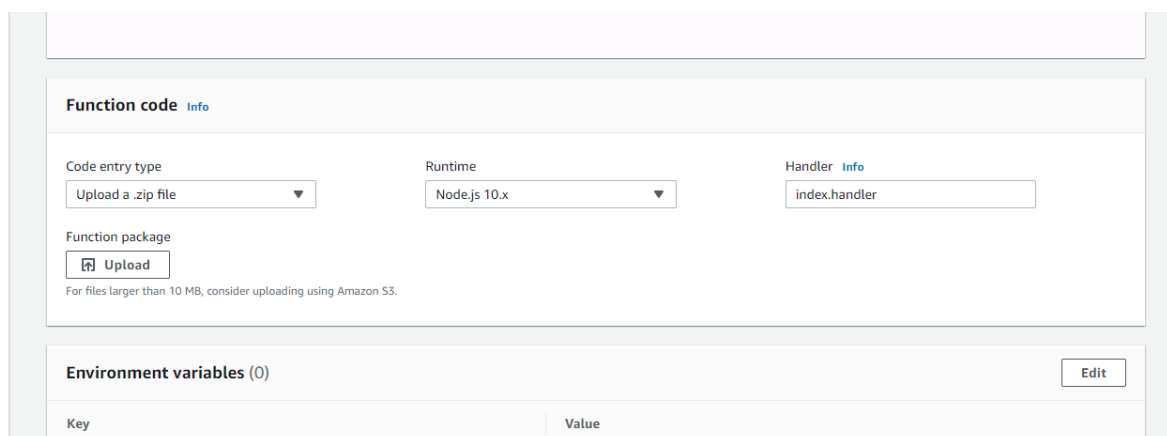 Function code Info
Code entry type
Runtime
Handler Info
Upload a .zip file
Node.js 10.x
index.handler
Function package
Upload
For files larger than 10 MB, consider uploading using Amazon S3.
Environment variables (0)
Edit
Key
Value